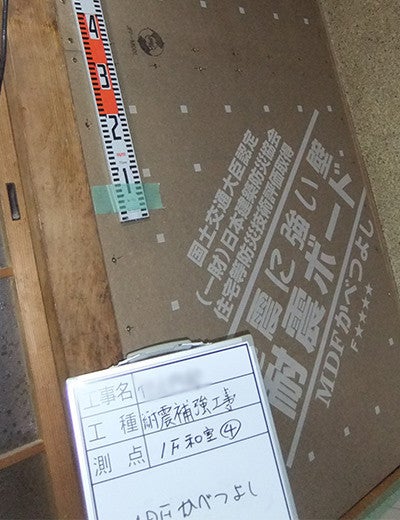 4
3
2
1
国土交通大臣認定
(一財)日本建築防災協会
住宅等防災技術評価取得
地震に強い壁、
耐震ボード
MDFかべつよし
F☆☆☆☆
工事名
工種 耐震補強工事
測点 1F和室④
かべつよし